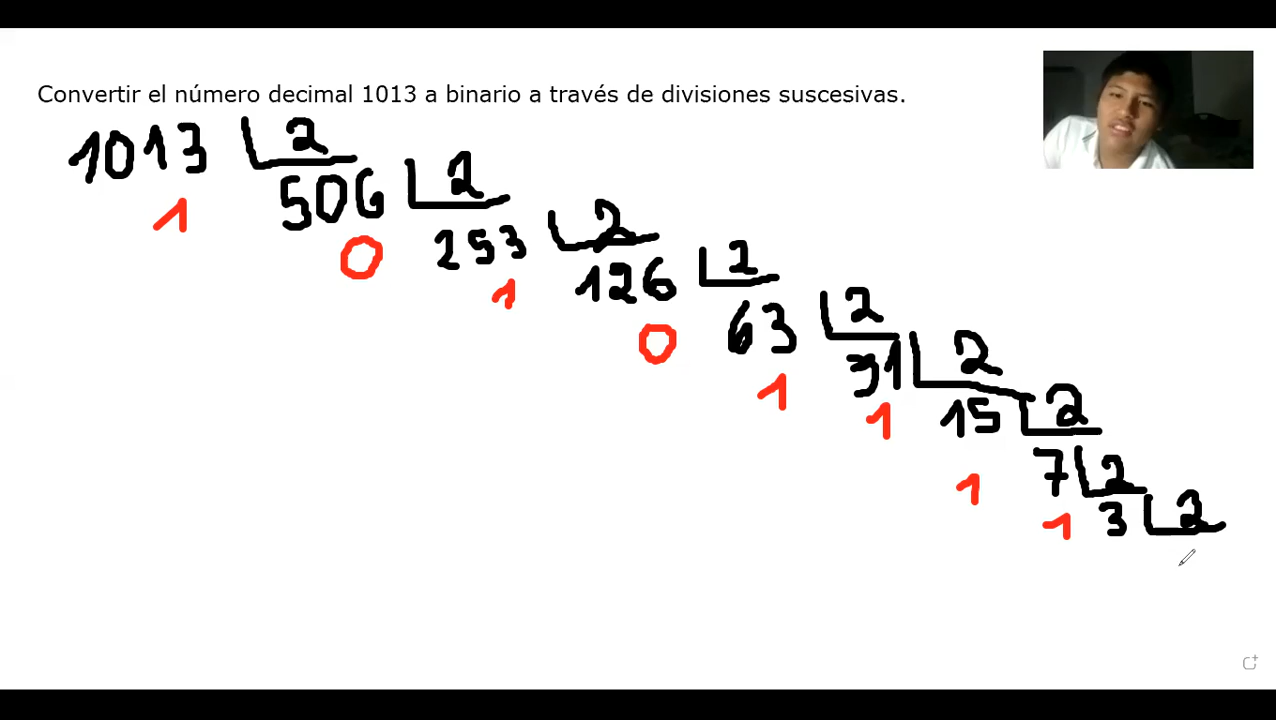 Convertir el número decimal 1013 a binario a través de divisiones suscesivas.
1013 2
1 506 2
0 253 2
1 126 2
0 63 2
1 31 2
1 15 2
1 7 2
1 3 2